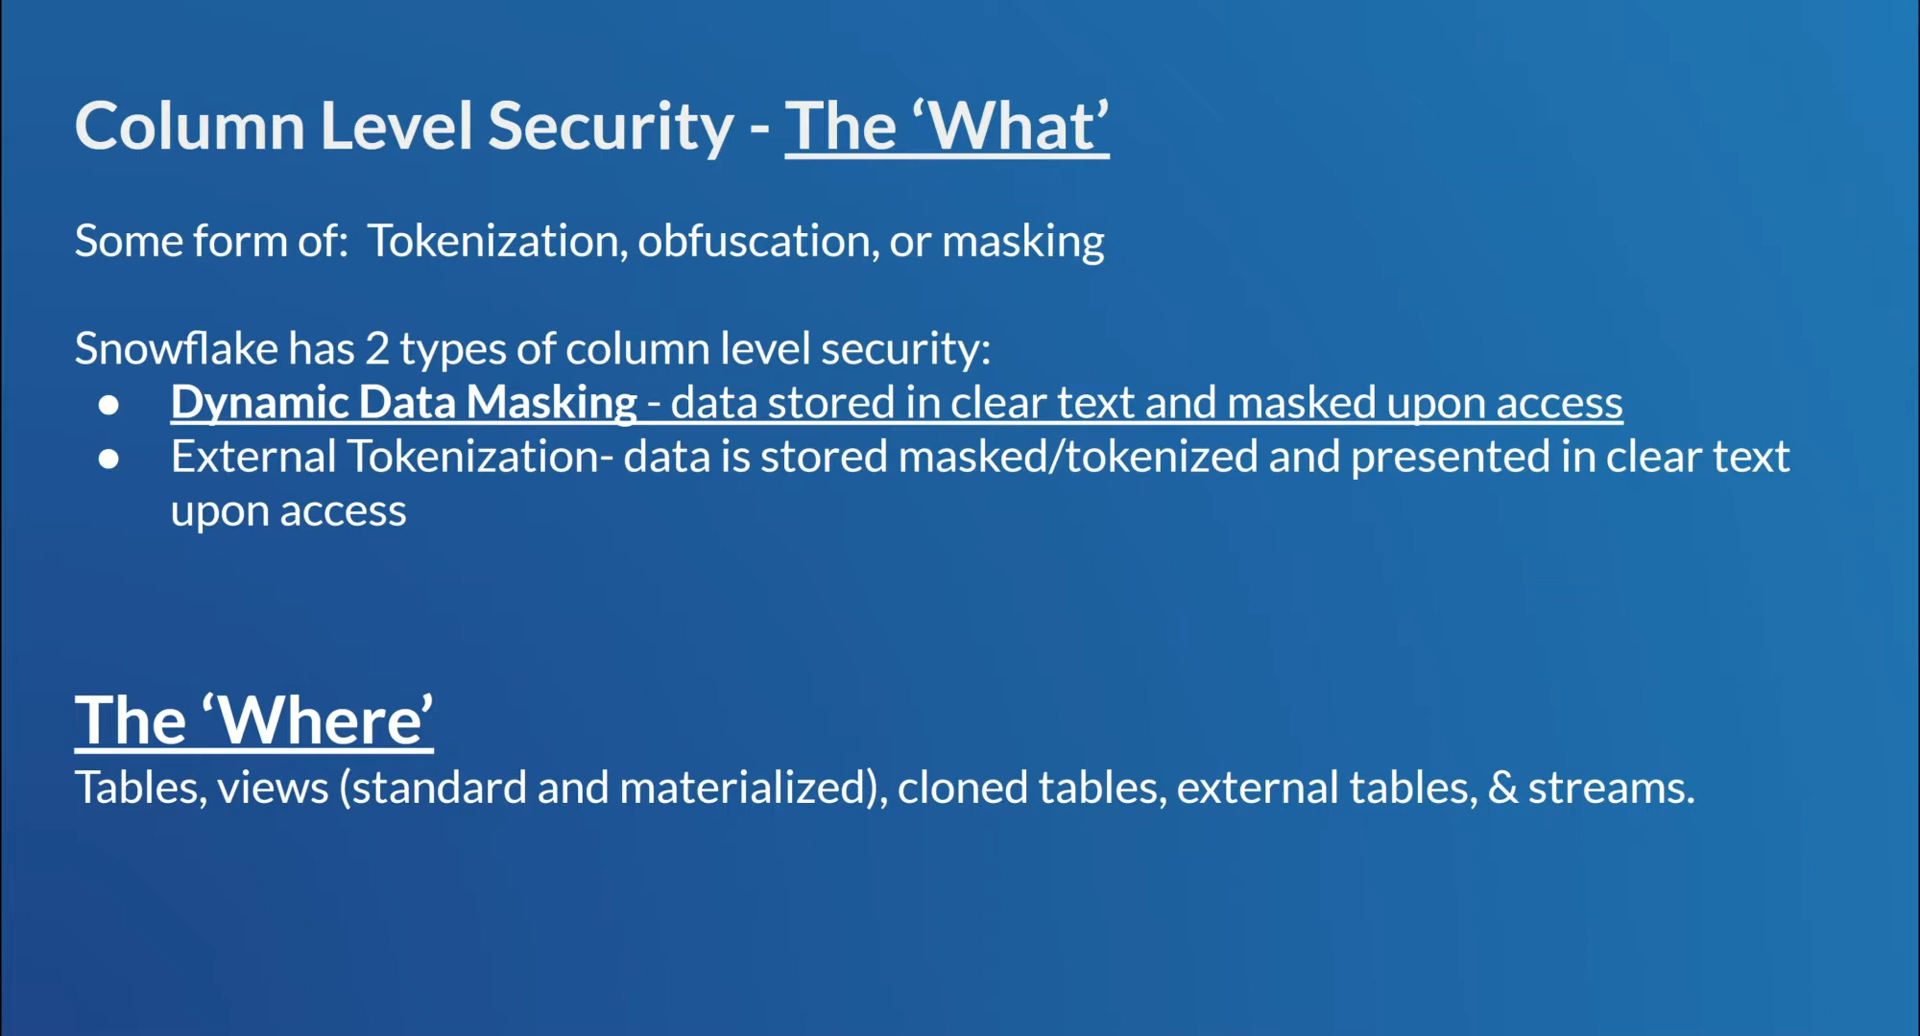 Column Level Security - The ‘What’
Some form of:  Tokenization, obfuscation, or masking
Snowflake has 2 types of column level security:
● Dynamic Data Masking - data stored in clear text and masked upon access
● External Tokenization- data is stored masked/tokenized and presented in clear text
upon access
The ‘Where’
Tables, views (standard and materialized), cloned tables, external tables, & streams.